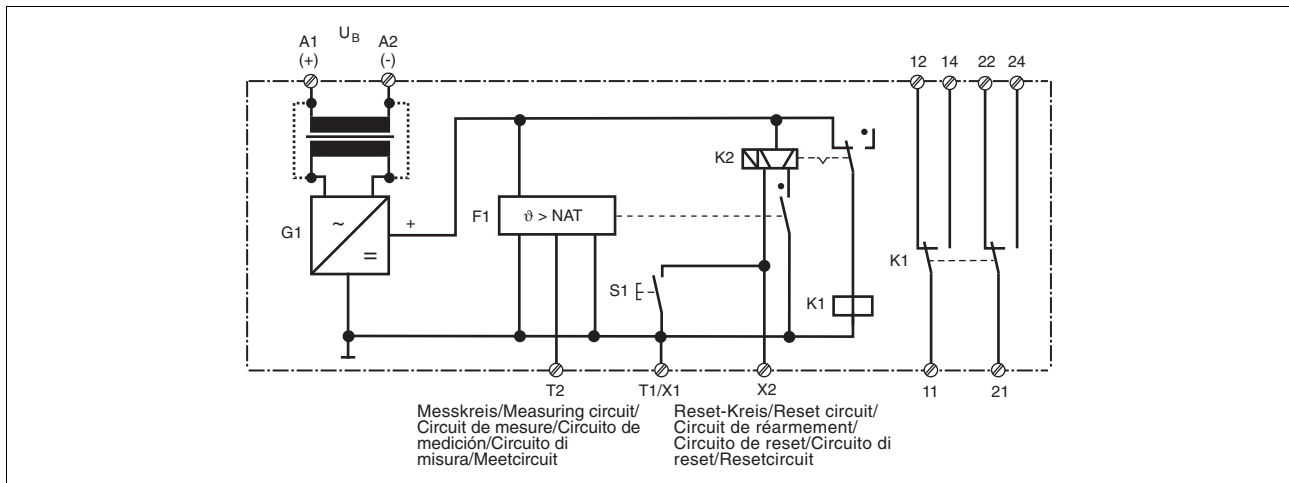 A1 U_B A2
(+) (-)
12 14 22 24
K2
F1 ϑ > NAT
G1 ~ = +
S1
K1 K1
T2 T1/X1 X2 11 21
Messkreis/Measuring circuit/
Circuit de mesure/Circuito de
medición/Circuito di
misura/Meetcircuit
Reset-Kreis/Reset circuit/
Circuit de réarmement/
Circuito de reset/Circuito di
reset/Resetcircuit